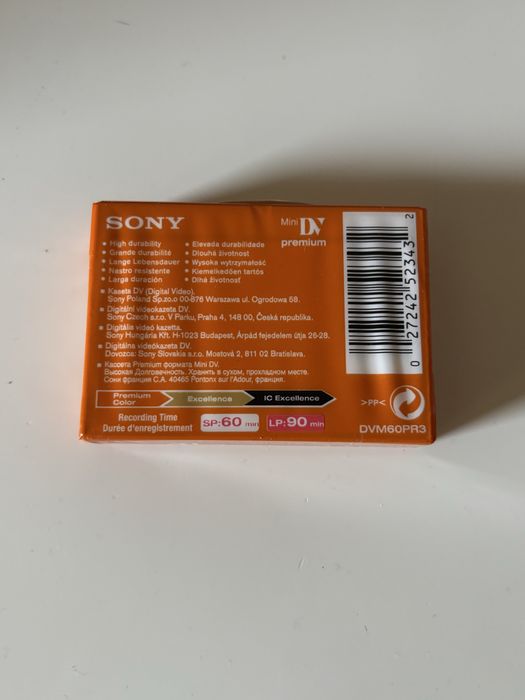 SONY
Mini DV
premium
• High durability
• Grande durabilité
• Lange Lebensdauer
• Nastro resistente
• Larga duración
• Elevada durabilidade
• Dlouhá životnost
• Wysoka wytrzymałość
• Kiemelkedően tartós
• Dlhá životnosť
■ Kaseta DV (Digital Video).
Sony Poland Sp.zo.o 00-876 Warszawa ul. Ogrodowa 58.
■ Digitální videokazeta DV.
Sony Czech s.r.o. V Parku, Praha 4, 148 00, Česká republika.
■ Digitális videó kazetta.
Sony Hungária Kft. H-1023 Budapest, Árpád fejedelem útja 26-28.
■ Digitálna videokazeta DV.
Dovozca: Sony Slovakia s.r.o. Mostová 2, 811 02 Bratislava.
■ Кассета Premium формата Mini DV.
Высокая Долговечность. Хранить в сухом, прохладном месте.
Сони франция С.А. 40465 Pontonx sur l'Adour, франция.
Premium Color
Excellence
IC Excellence
Recording Time
Durée d'enregistrement
SP:60 min
LP:90 min
0 27242 52343 2
>PP<
DVM60PR3